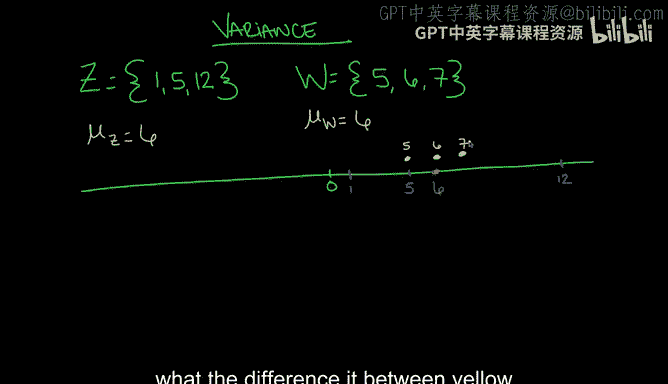 GPT中英字幕课程资源@bilibili.com
GPT中英字幕课程资源 bilibili
VARIANCE
Z = {1, 5, 12} W = {5, 6, 7}
μz = 6 μw = 6
5 6 7
0 1 5 6 12
what the difference it between yellow